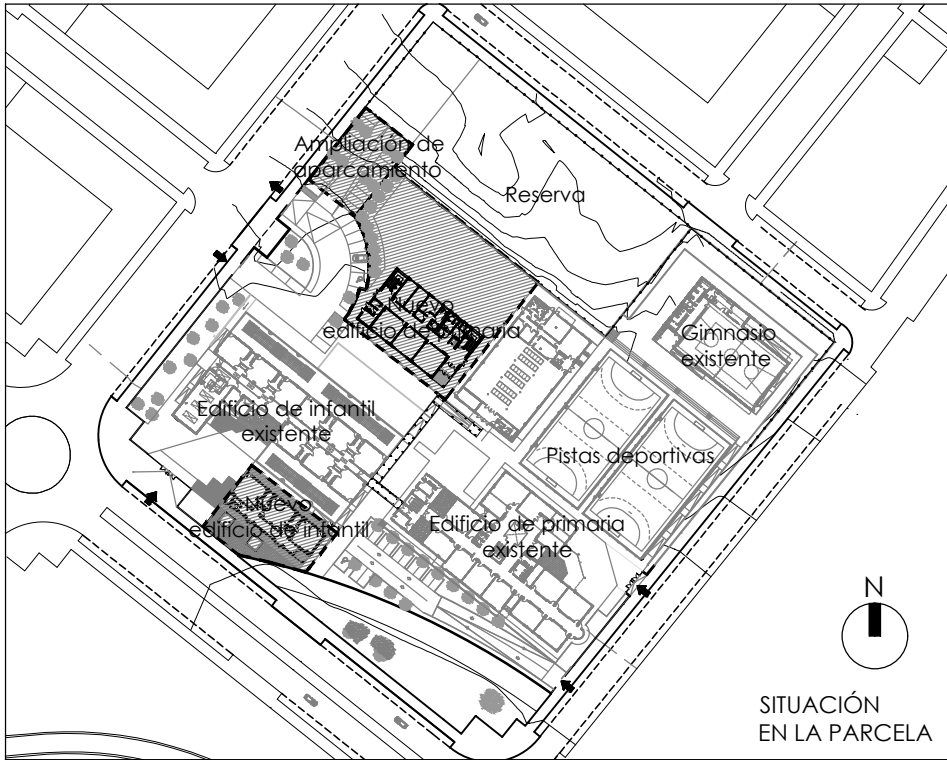 Ampliación de
aparcamiento
Reserva
edificio de primaria
Gimnasio
existente
Edificio de infantil
existente
Pistas deportivas
Nuevo
edificio de infantil
Edificio de primaria
existente
N
SITUACIÓN
EN LA PARCELA